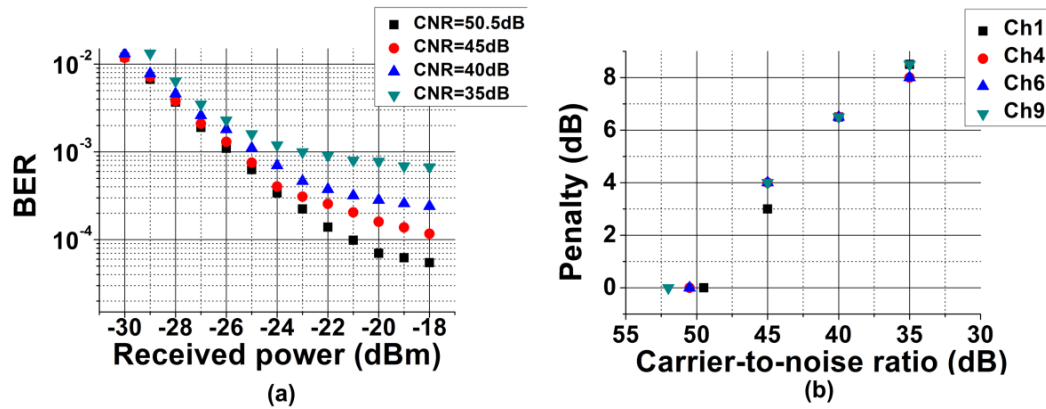 CNR=50.5dB
CNR=45dB
CNR=40dB
CNR=35dB
10^-2
10^-3
10^-4
BER
-30 -28 -26 -24 -22 -20 -18
Received power (dBm)
(a)
Ch1
Ch4
Ch6
Ch9
8
6
4
2
0
Penalty (dB)
55 50 45 40 35 30
Carrier-to-noise ratio (dB)
(b)